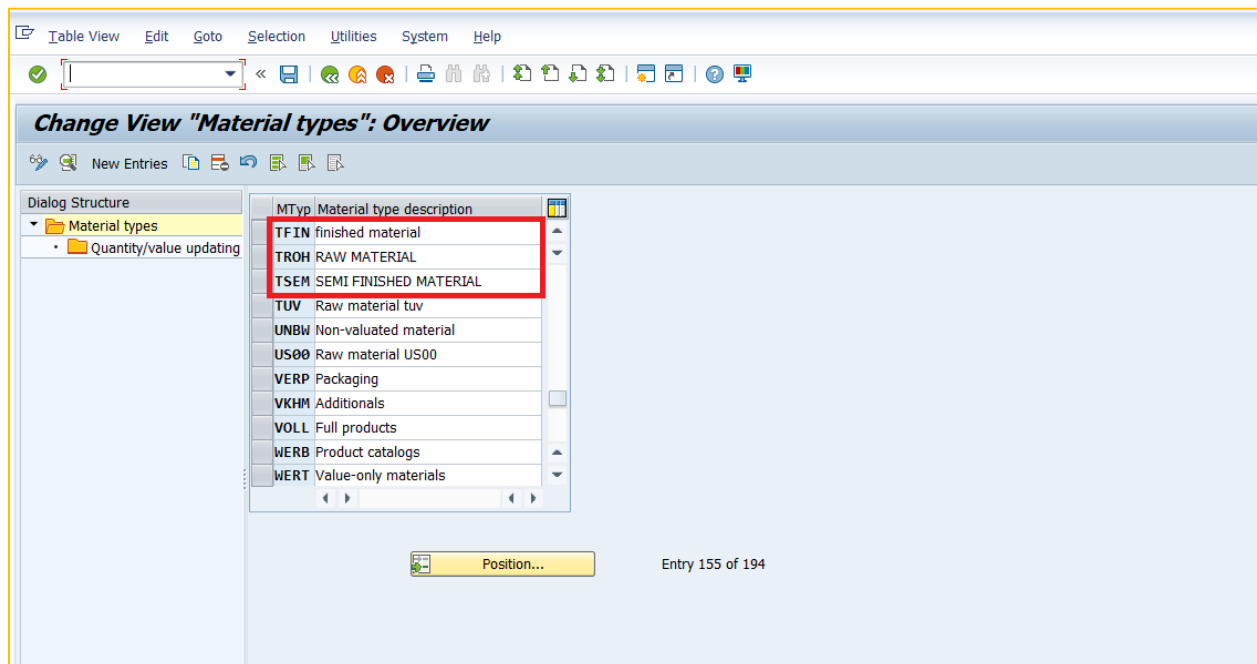 Table View Edit Goto Selection Utilities System Help
Change View "Material types": Overview
New Entries
Dialog Structure
Material types
Quantity/value updating
MTyp Material type description
TFIN finished material
TROH RAW MATERIAL
TSEM SEMI FINISHED MATERIAL
TUV Raw material tuv
UNBW Non-valuated material
US00 Raw material US00
VERP Packaging
VKHM Additionals
VOLL Full products
WERB Product catalogs
WERT Value-only materials
Position... Entry 155 of 194